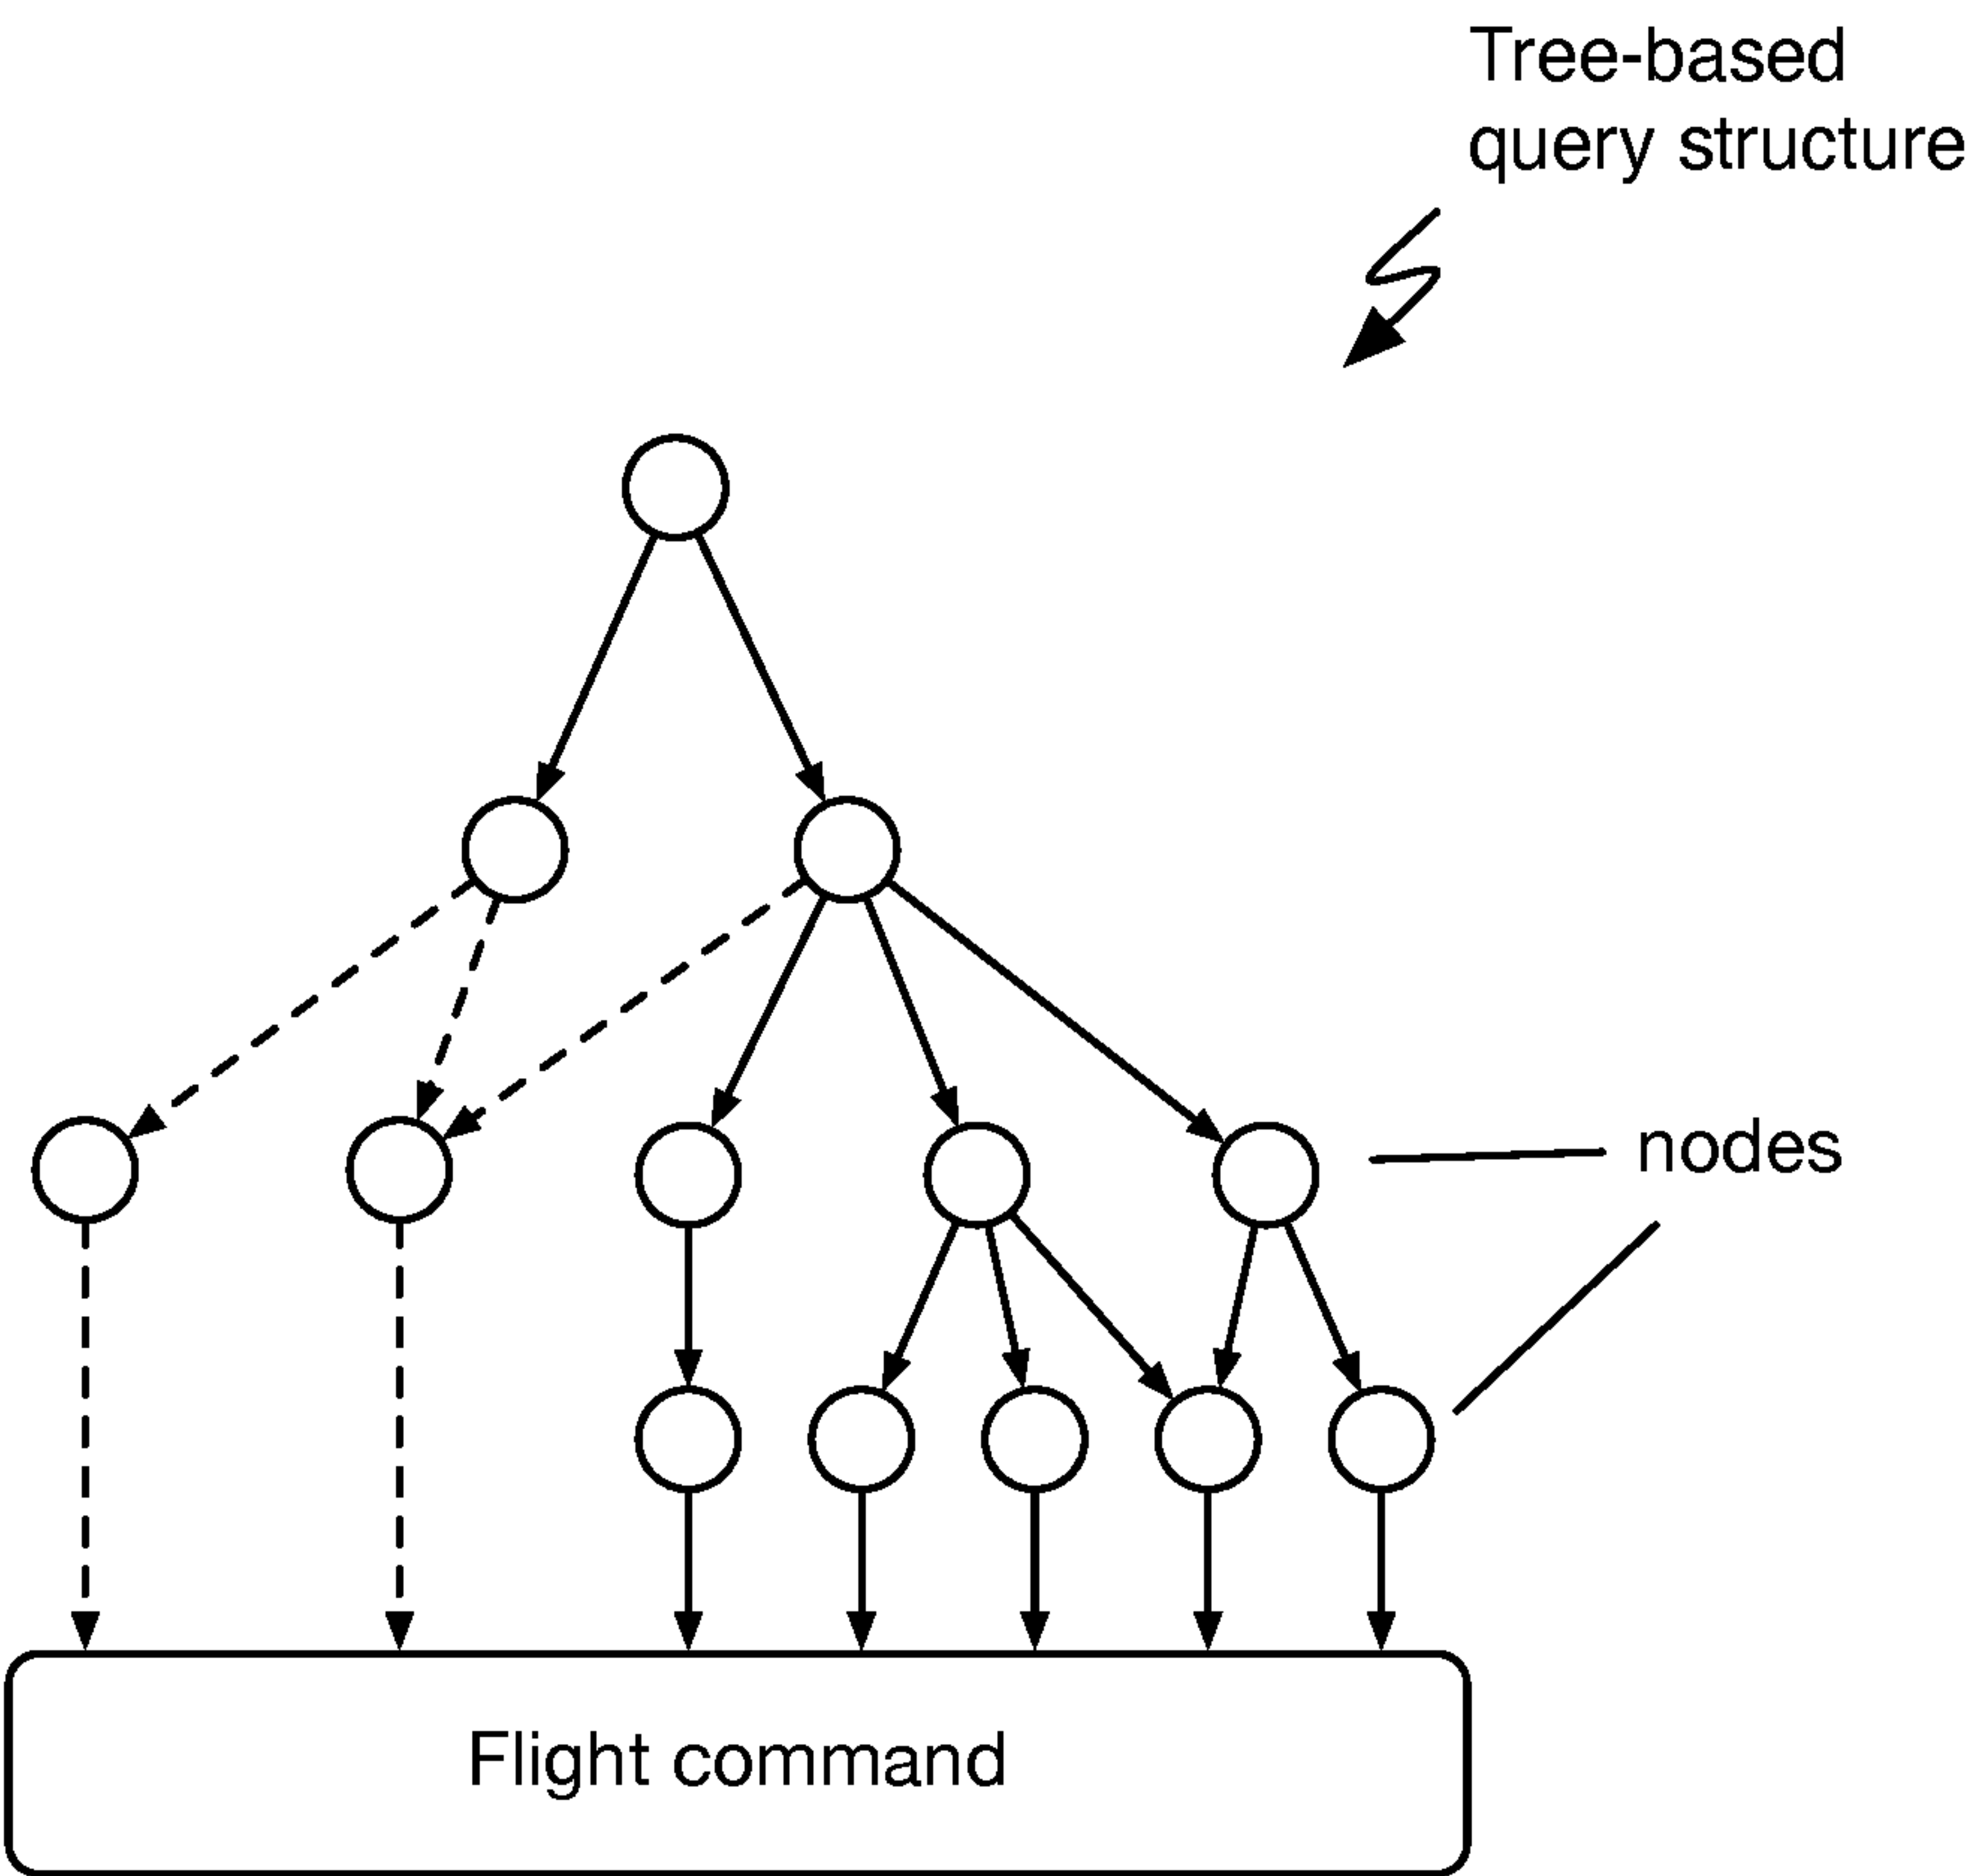 Tree-based
query structure
nodes
Flight command